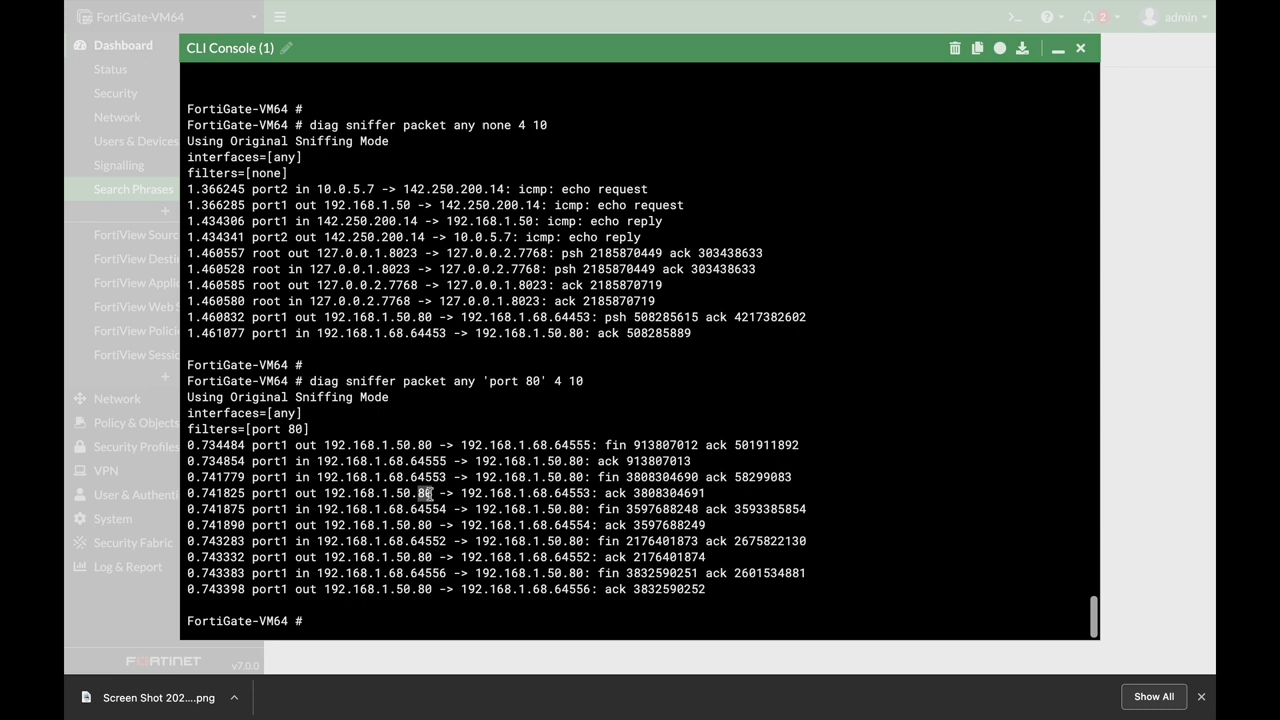 FortiGate-VM64
2
admin
CLI Console (1)
Dashboard
Status
Security
Network
Users & Devices
Signalling
Search Phrases
FortiView Sourc
FortiView Desti
FortiView Applic
FortiView Web S
FortiView Policie
FortiView Sessio
Network
Policy & Objects
Security Profiles
VPN
User & Authenti
System
Security Fabric
Log & Report
FORTINET
v7.0.0
FortiGate-VM64 #
FortiGate-VM64 # diag sniffer packet any none 4 10
Using Original Sniffing Mode
interfaces=[any]
filters=[none]
1.366245 port2 in 10.0.5.7 -> 142.250.200.14: icmp: echo request
1.366285 port1 out 192.168.1.50 -> 142.250.200.14: icmp: echo request
1.434306 port1 in 142.250.200.14 -> 192.168.1.50: icmp: echo reply
1.434341 port2 out 142.250.200.14 -> 10.0.5.7: icmp: echo reply
1.460557 root out 127.0.0.1.8023 -> 127.0.0.2.7768: psh 2185870449 ack 303438633
1.460528 root in 127.0.0.1.8023 -> 127.0.0.2.7768: psh 2185870449 ack 303438633
1.460585 root out 127.0.0.2.7768 -> 127.0.0.1.8023: ack 2185870719
1.460580 root in 127.0.0.2.7768 -> 127.0.0.1.8023: ack 2185870719
1.460832 port1 out 192.168.1.50.80 -> 192.168.1.68.64453: psh 508285615 ack 4217382602
1.461077 port1 in 192.168.1.68.64453 -> 192.168.1.50.80: ack 508285889
FortiGate-VM64 #
FortiGate-VM64 # diag sniffer packet any 'port 80' 4 10
Using Original Sniffing Mode
interfaces=[any]
filters=[port 80]
0.734484 port1 out 192.168.1.50.80 -> 192.168.1.68.64555: fin 913807012 ack 501911892
0.734854 port1 in 192.168.1.68.64555 -> 192.168.1.50.80: ack 913807013
0.741779 port1 in 192.168.1.68.64553 -> 192.168.1.50.80: fin 3808304690 ack 58299083
0.741825 port1 out 192.168.1.50.80 -> 192.168.1.68.64553: ack 3808304691
0.741875 port1 in 192.168.1.68.64554 -> 192.168.1.50.80: fin 3597688248 ack 3593385854
0.741890 port1 out 192.168.1.50.80 -> 192.168.1.68.64554: ack 3597688249
0.743283 port1 in 192.168.1.68.64552 -> 192.168.1.50.80: fin 2176401873 ack 2675822130
0.743332 port1 out 192.168.1.50.80 -> 192.168.1.68.64552: ack 2176401874
0.743383 port1 in 192.168.1.68.64556 -> 192.168.1.50.80: fin 3832590251 ack 2601534881
0.743398 port1 out 192.168.1.50.80 -> 192.168.1.68.64556: ack 3832590252
FortiGate-VM64 #
Screen Shot 202....png
Show All